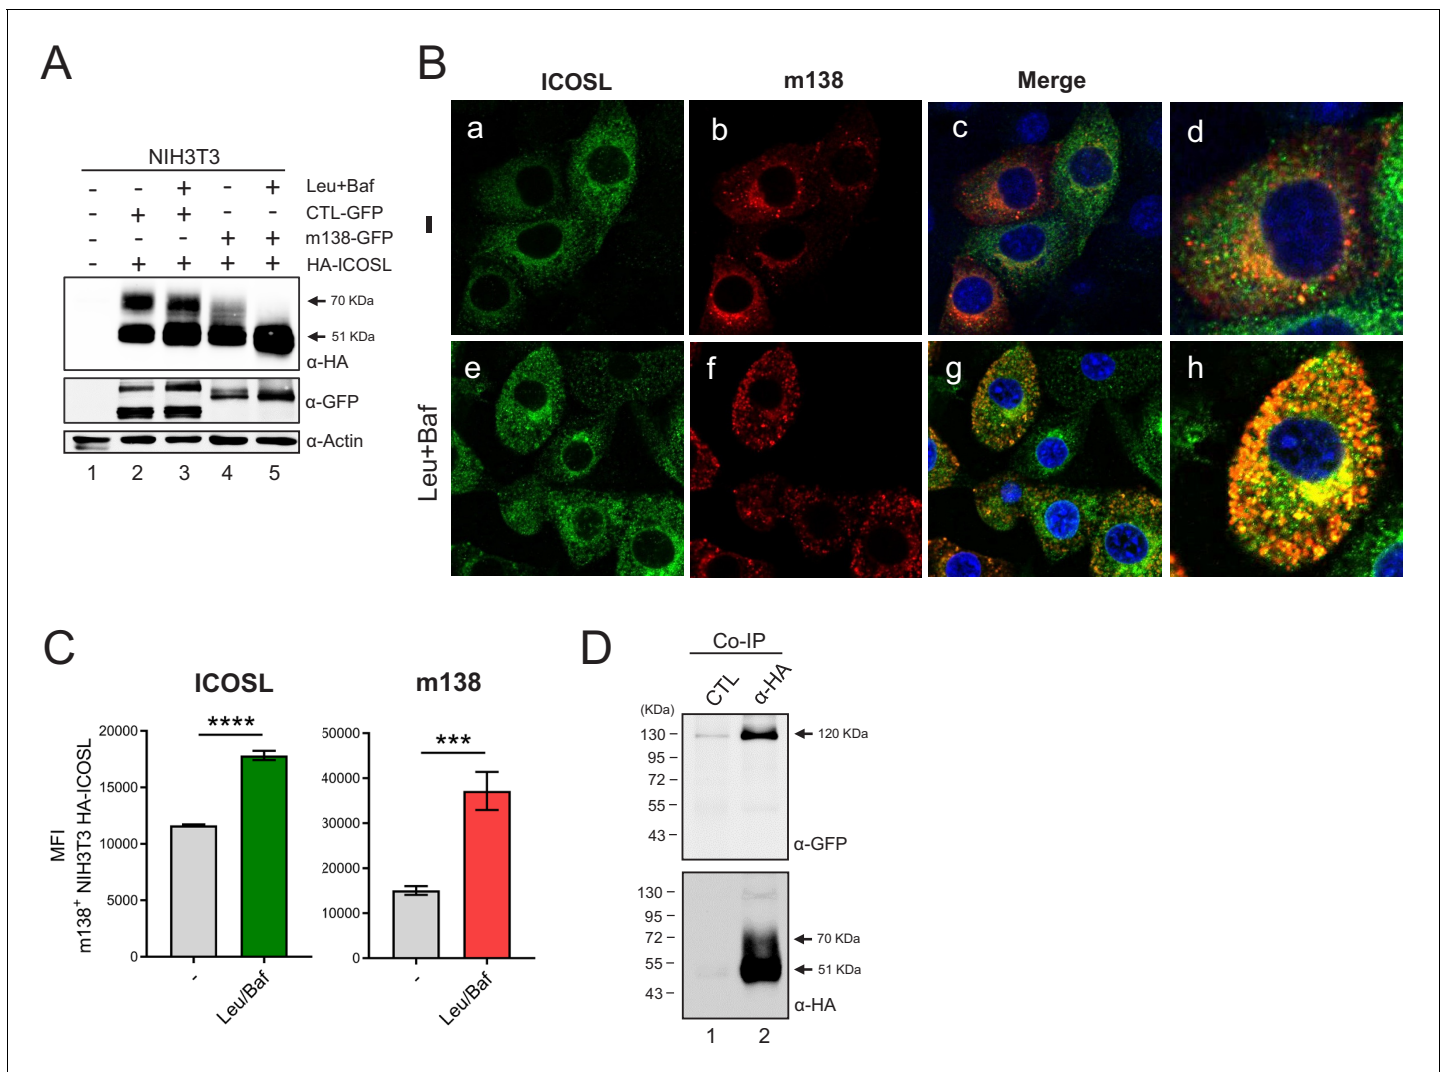 A
NIH3T3
- - + - + Leu+Baf
- + + - - CTL-GFP
- - - + + m138-GFP
- + + + + HA-ICOSL
70 KDa
51 KDa
α-HA
α-GFP
α-Actin
1 2 3 4 5
B
ICOSL m138 Merge
a b c d
-
e f g h
Leu+Baf
C
ICOSL
MFI
m138+ NIH3T3 HA-ICOSL
20000
15000
10000
5000
0
****
- Leu/Baf
m138
50000
40000
30000
20000
10000
0
***
- Leu/Baf
D
Co-IP
CTL α-HA
(KDa)
130
95
72
55
43
120 KDa
α-GFP
130
95
72
55
43
70 KDa
51 KDa
α-HA
1 2